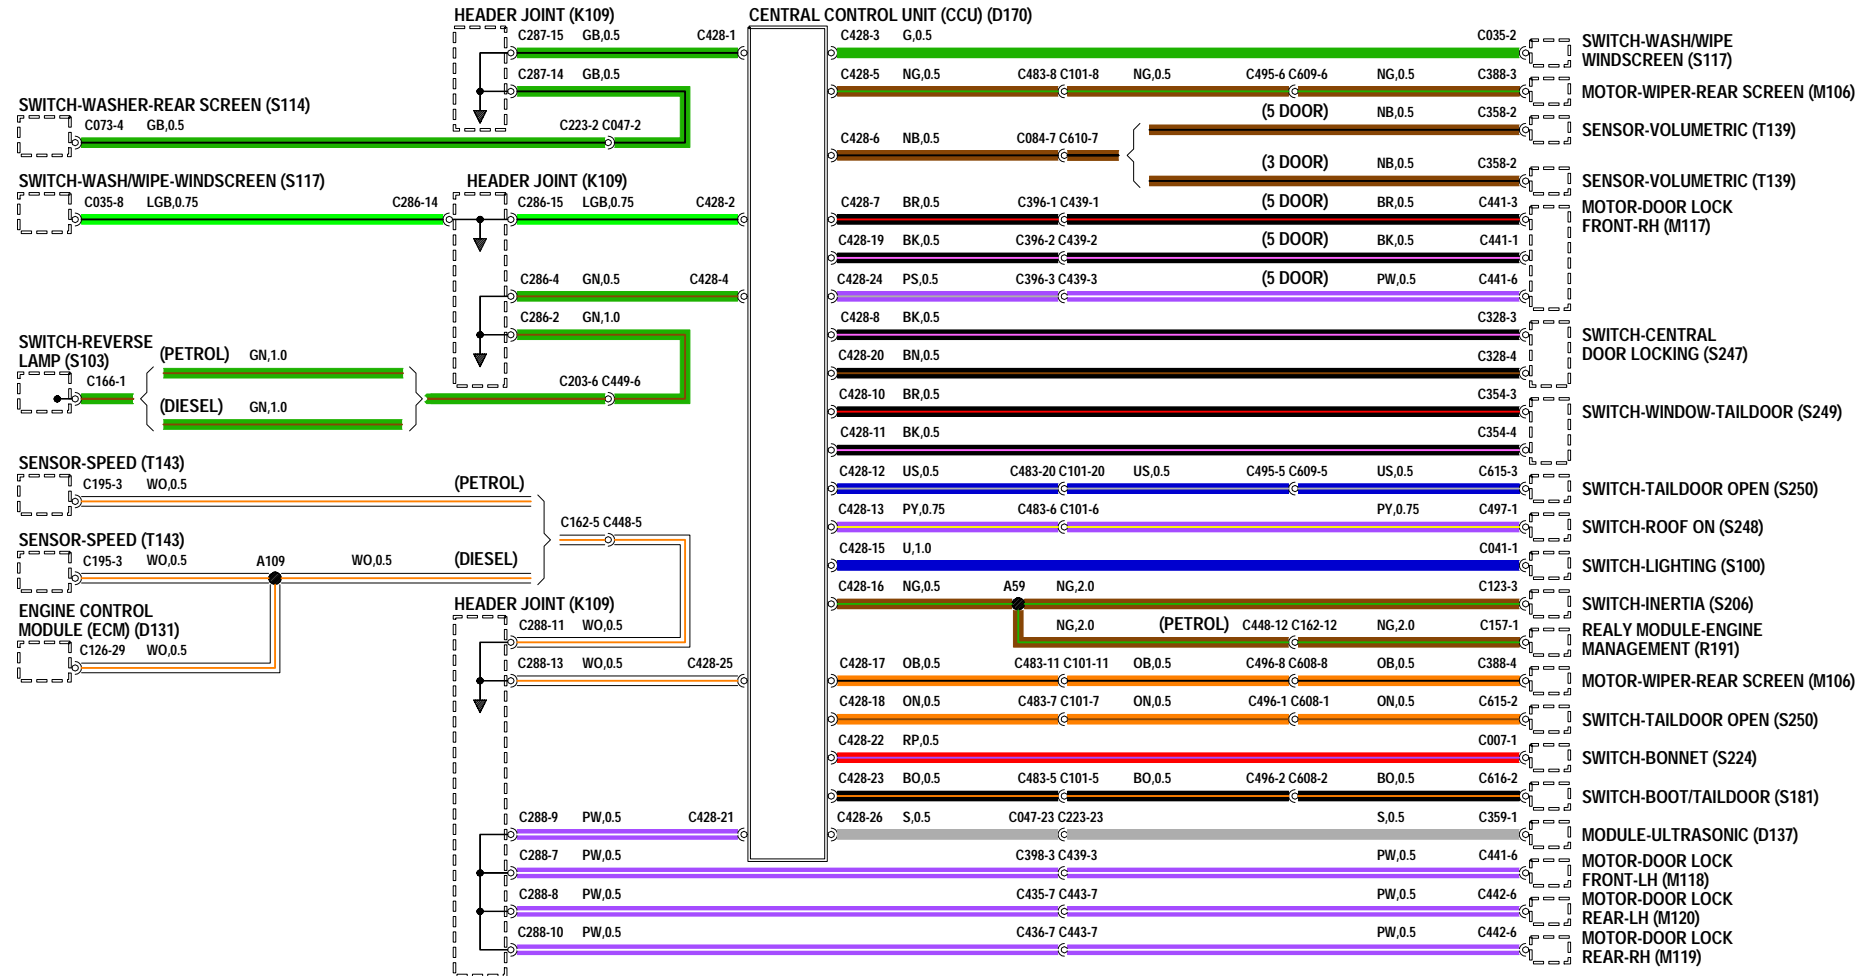 HEADER JOINT (K109)
C287-15 GB,0.5 C428-1
C287-14 GB,0.5
SWITCH-WASHER-REAR SCREEN (S114)
C073-4 GB,0.5 C223-2 C047-2
SWITCH-WASH/WIPE-WINDSCREEN (S117)
C035-8 LGB,0.75 C286-14
HEADER JOINT (K109)
C286-15 LGB,0.75 C428-2
C286-4 GN,0.5 C428-4
C286-2 GN,1.0
SWITCH-REVERSE
LAMP (S103)
C166-1
(PETROL) GN,1.0
(DIESEL) GN,1.0
C203-6 C449-6
SENSOR-SPEED (T143)
C195-3 WO,0.5 (PETROL)
C162-5 C448-5
SENSOR-SPEED (T143)
C195-3 WO,0.5 A109 WO,0.5 (DIESEL)
ENGINE CONTROL
MODULE (ECM) (D131)
C126-29 WO,0.5
HEADER JOINT (K109)
C288-11 WO,0.5
C288-13 WO,0.5 C428-25
C288-9 PW,0.5 C428-21
CENTRAL CONTROL UNIT (CCU) (D170)
C428-3 G,0.5 C035-2
SWITCH-WASH/WIPE
WINDSCREEN (S117)
C428-5 NG,0.5 C483-8 C101-8 NG,0.5 C495-6 C609-6 NG,0.5 C388-3
MOTOR-WIPER-REAR SCREEN (M106)
C428-6 NB,0.5 C084-7 C610-7
(5 DOOR) NB,0.5 C358-2
SENSOR-VOLUMETRIC (T139)
(3 DOOR) NB,0.5 C358-2
SENSOR-VOLUMETRIC (T139)
C428-7 BR,0.5 C396-1 C439-1 (5 DOOR) BR,0.5 C441-3
MOTOR-DOOR LOCK
FRONT-RH (M117)
C428-19 BK,0.5 C396-2 C439-2 (5 DOOR) BK,0.5 C441-1
C428-24 PS,0.5 C396-3 C439-3 (5 DOOR) PW,0.5 C441-6
C428-8 BK,0.5 C328-3
SWITCH-CENTRAL
DOOR LOCKING (S247)
C428-20 BN,0.5 C328-4
C428-10 BR,0.5 C354-3
SWITCH-WINDOW-TAILDOOR (S249)
C428-11 BK,0.5 C354-4
C428-12 US,0.5 C483-20 C101-20 US,0.5 C495-5 C609-5 US,0.5 C615-3
SWITCH-TAILDOOR OPEN (S250)
C428-13 PY,0.75 C483-6 C101-6 PY,0.75 C497-1
SWITCH-ROOF ON (S248)
C428-15 U,1.0 C041-1
SWITCH-LIGHTING (S100)
C428-16 NG,0.5 A59 NG,2.0 C123-3
SWITCH-INERTIA (S206)
NG,2.0 (PETROL) C448-12 C162-12 NG,2.0 C157-1
REALY MODULE-ENGINE
MANAGEMENT (R191)
C428-17 OB,0.5 C483-11 C101-11 OB,0.5 C496-8 C608-8 OB,0.5 C388-4
MOTOR-WIPER-REAR SCREEN (M106)
C428-18 ON,0.5 C483-7 C101-7 ON,0.5 C496-1 C608-1 ON,0.5 C615-2
SWITCH-TAILDOOR OPEN (S250)
C428-22 RP,0.5 C007-1
SWITCH-BONNET (S224)
C428-23 BO,0.5 C483-5 C101-5 BO,0.5 C496-2 C608-2 BO,0.5 C616-2
SWITCH-BOOT/TAILDOOR (S181)
C428-26 S,0.5 C047-23 C223-23 S,0.5 C359-1
MODULE-ULTRASONIC (D137)
C288-7 PW,0.5 C398-3 C439-3 PW,0.5 C441-6
MOTOR-DOOR LOCK
FRONT-LH (M118)
C288-8 PW,0.5 C435-7 C443-7 PW,0.5 C442-6
MOTOR-DOOR LOCK
REAR-LH (M120)
C288-10 PW,0.5 C436-7 C443-7 PW,0.5 C442-6
MOTOR-DOOR LOCK
REAR-RH (M119)